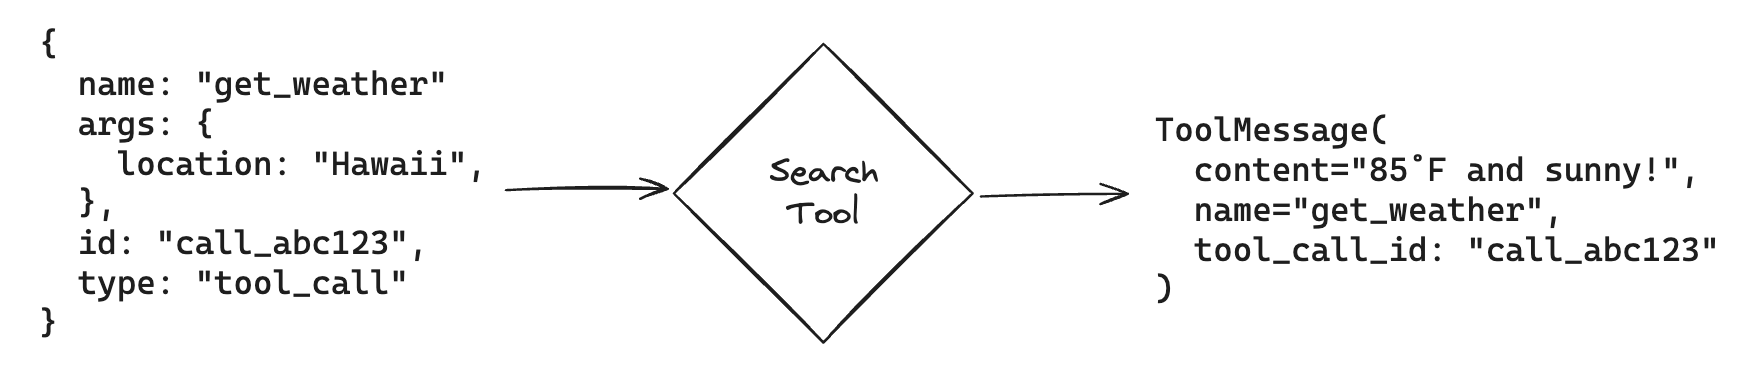 {
name: "get_weather"
args: {
location: "Hawaii",
},
id: "call_abc123",
type: "tool_call"
}
Search
Tool
ToolMessage(
content="85˚F and sunny!",
name="get_weather",
tool_call_id: "call_abc123"
)